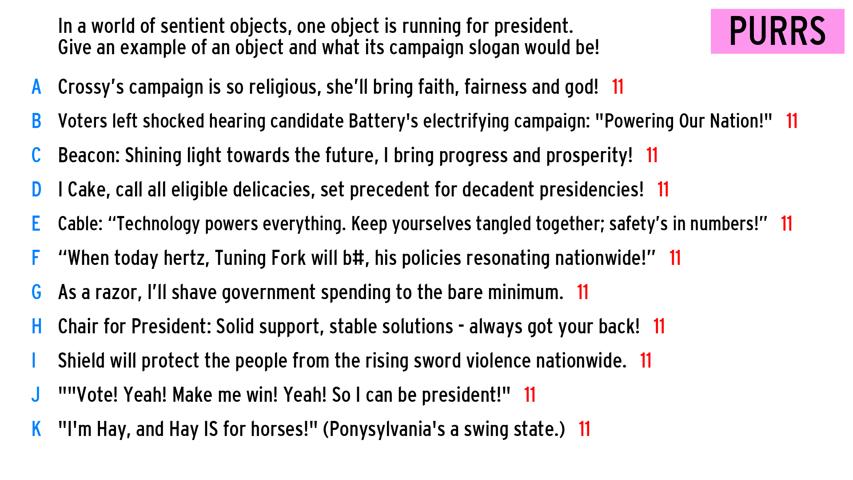 In a world of sentient objects, one object is running for president.
Give an example of an object and what its campaign slogan would be!
PURRS
A Crossy's campaign is so religious, she'll bring faith, fairness and god! 11
B Voters left shocked hearing candidate Battery's electrifying campaign: "Powering Our Nation!" 11
C Beacon: Shining light towards the future, I bring progress and prosperity! 11
D I Cake, call all eligible delicacies, set precedent for decadent presidencies! 11
E Cable: “Technology powers everything. Keep yourselves tangled together; safety’s in numbers!” 11
F “When today hertz, Tuning Fork will b#, his policies resonating nationwide!” 11
G As a razor, I’ll shave government spending to the bare minimum. 11
H Chair for President: Solid support, stable solutions - always got your back! 11
I Shield will protect the people from the rising sword violence nationwide. 11
J ""Vote! Yeah! Make me win! Yeah! So I can be president!" 11
K "I'm Hay, and Hay IS for horses!" (Ponysylvania's a swing state.) 11